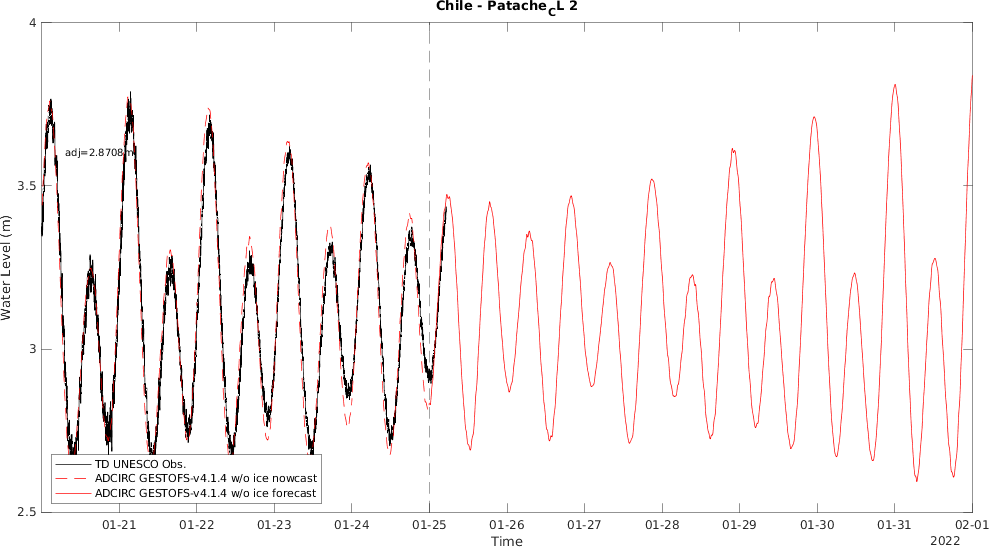 Chile - Patache_CL 2
4
3.5
3
2.5
Water Level (m)
adj=2.8708m
TD UNESCO Obs.
ADCIRC GESTOFS-v4.1.4 w/o ice nowcast
ADCIRC GESTOFS-v4.1.4 w/o ice forecast
01-21 01-22 01-23 01-24 01-25 01-26 01-27 01-28 01-29 01-30 01-31 02-01
Time
2022